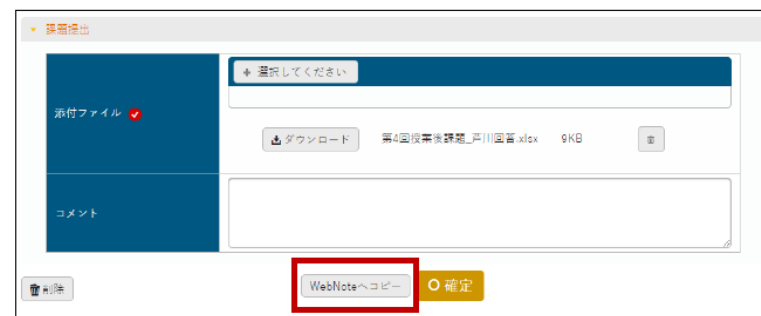 課題提出
+ 選択してください
添付ファイル
ダウンロード 第4回授業後課題_芦川回答.xlsx 9KB
コメント
削除 WebNoteへコピー 確定